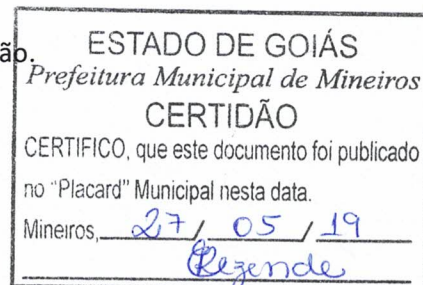 ão.
ESTADO DE GOIÁS
Prefeitura Municipal de Mineiros
CERTIDÃO
CERTIFICO, que este documento foi publicado
no "Placard" Municipal nesta data.
Mineiros, 27 / 05 / 19
Rezende